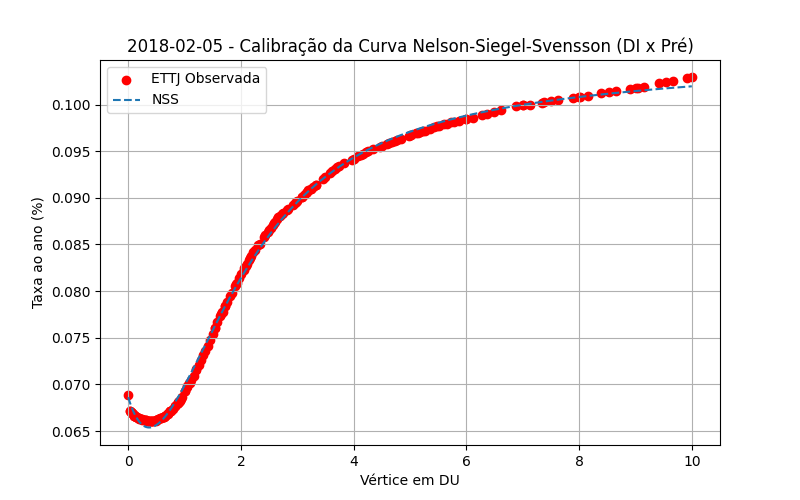 2018-02-05 - Calibração da Curva Nelson-Siegel-Svensson (DI x Pré)
ETTJ Observada
NSS
Taxa ao ano (%)
0.100
0.095
0.090
0.085
0.080
0.075
0.070
0.065
0 2 4 6 8 10
Vértice em DU